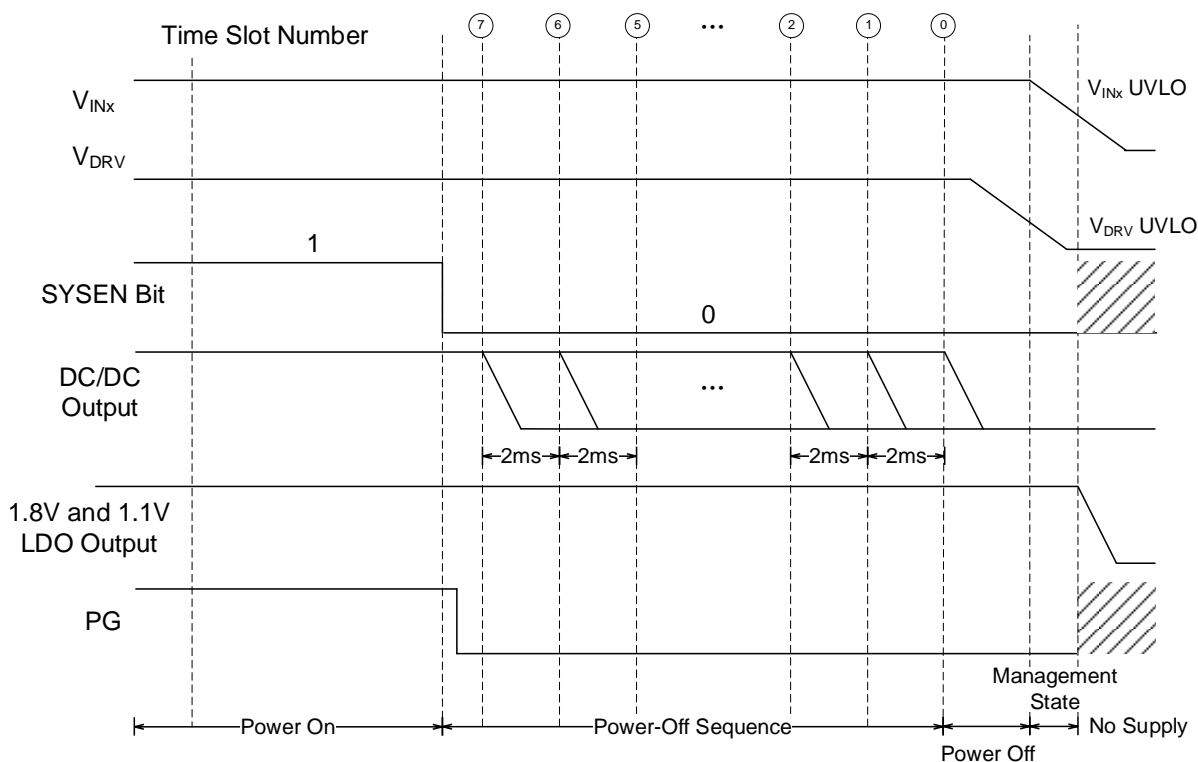 Time Slot Number
7 6 5 ... 2 1 0
VINx
VINx UVLO
VDRV
VDRV UVLO
1
SYSEN Bit
0
DC/DC
Output
...
2ms 2ms 2ms 2ms
1.8V and 1.1V
LDO Output
PG
Management
State
Power On
Power-Off Sequence
No Supply
Power Off